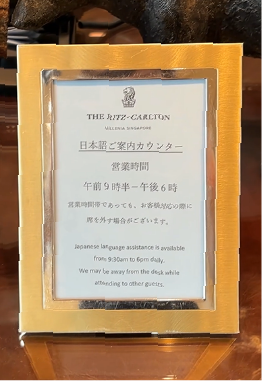 THE RITZ-CARLTON
MILLENIA SINGAPORE
日本語ご案内カウンター
営業時間
午前9時半－午後6時
営業時間帯であっても、お客様対応の際に
席を外す場合がございます。
Japanese language assistance is available
from 9:30am to 6pm daily.
We may be away from the desk while
attending to other guests.